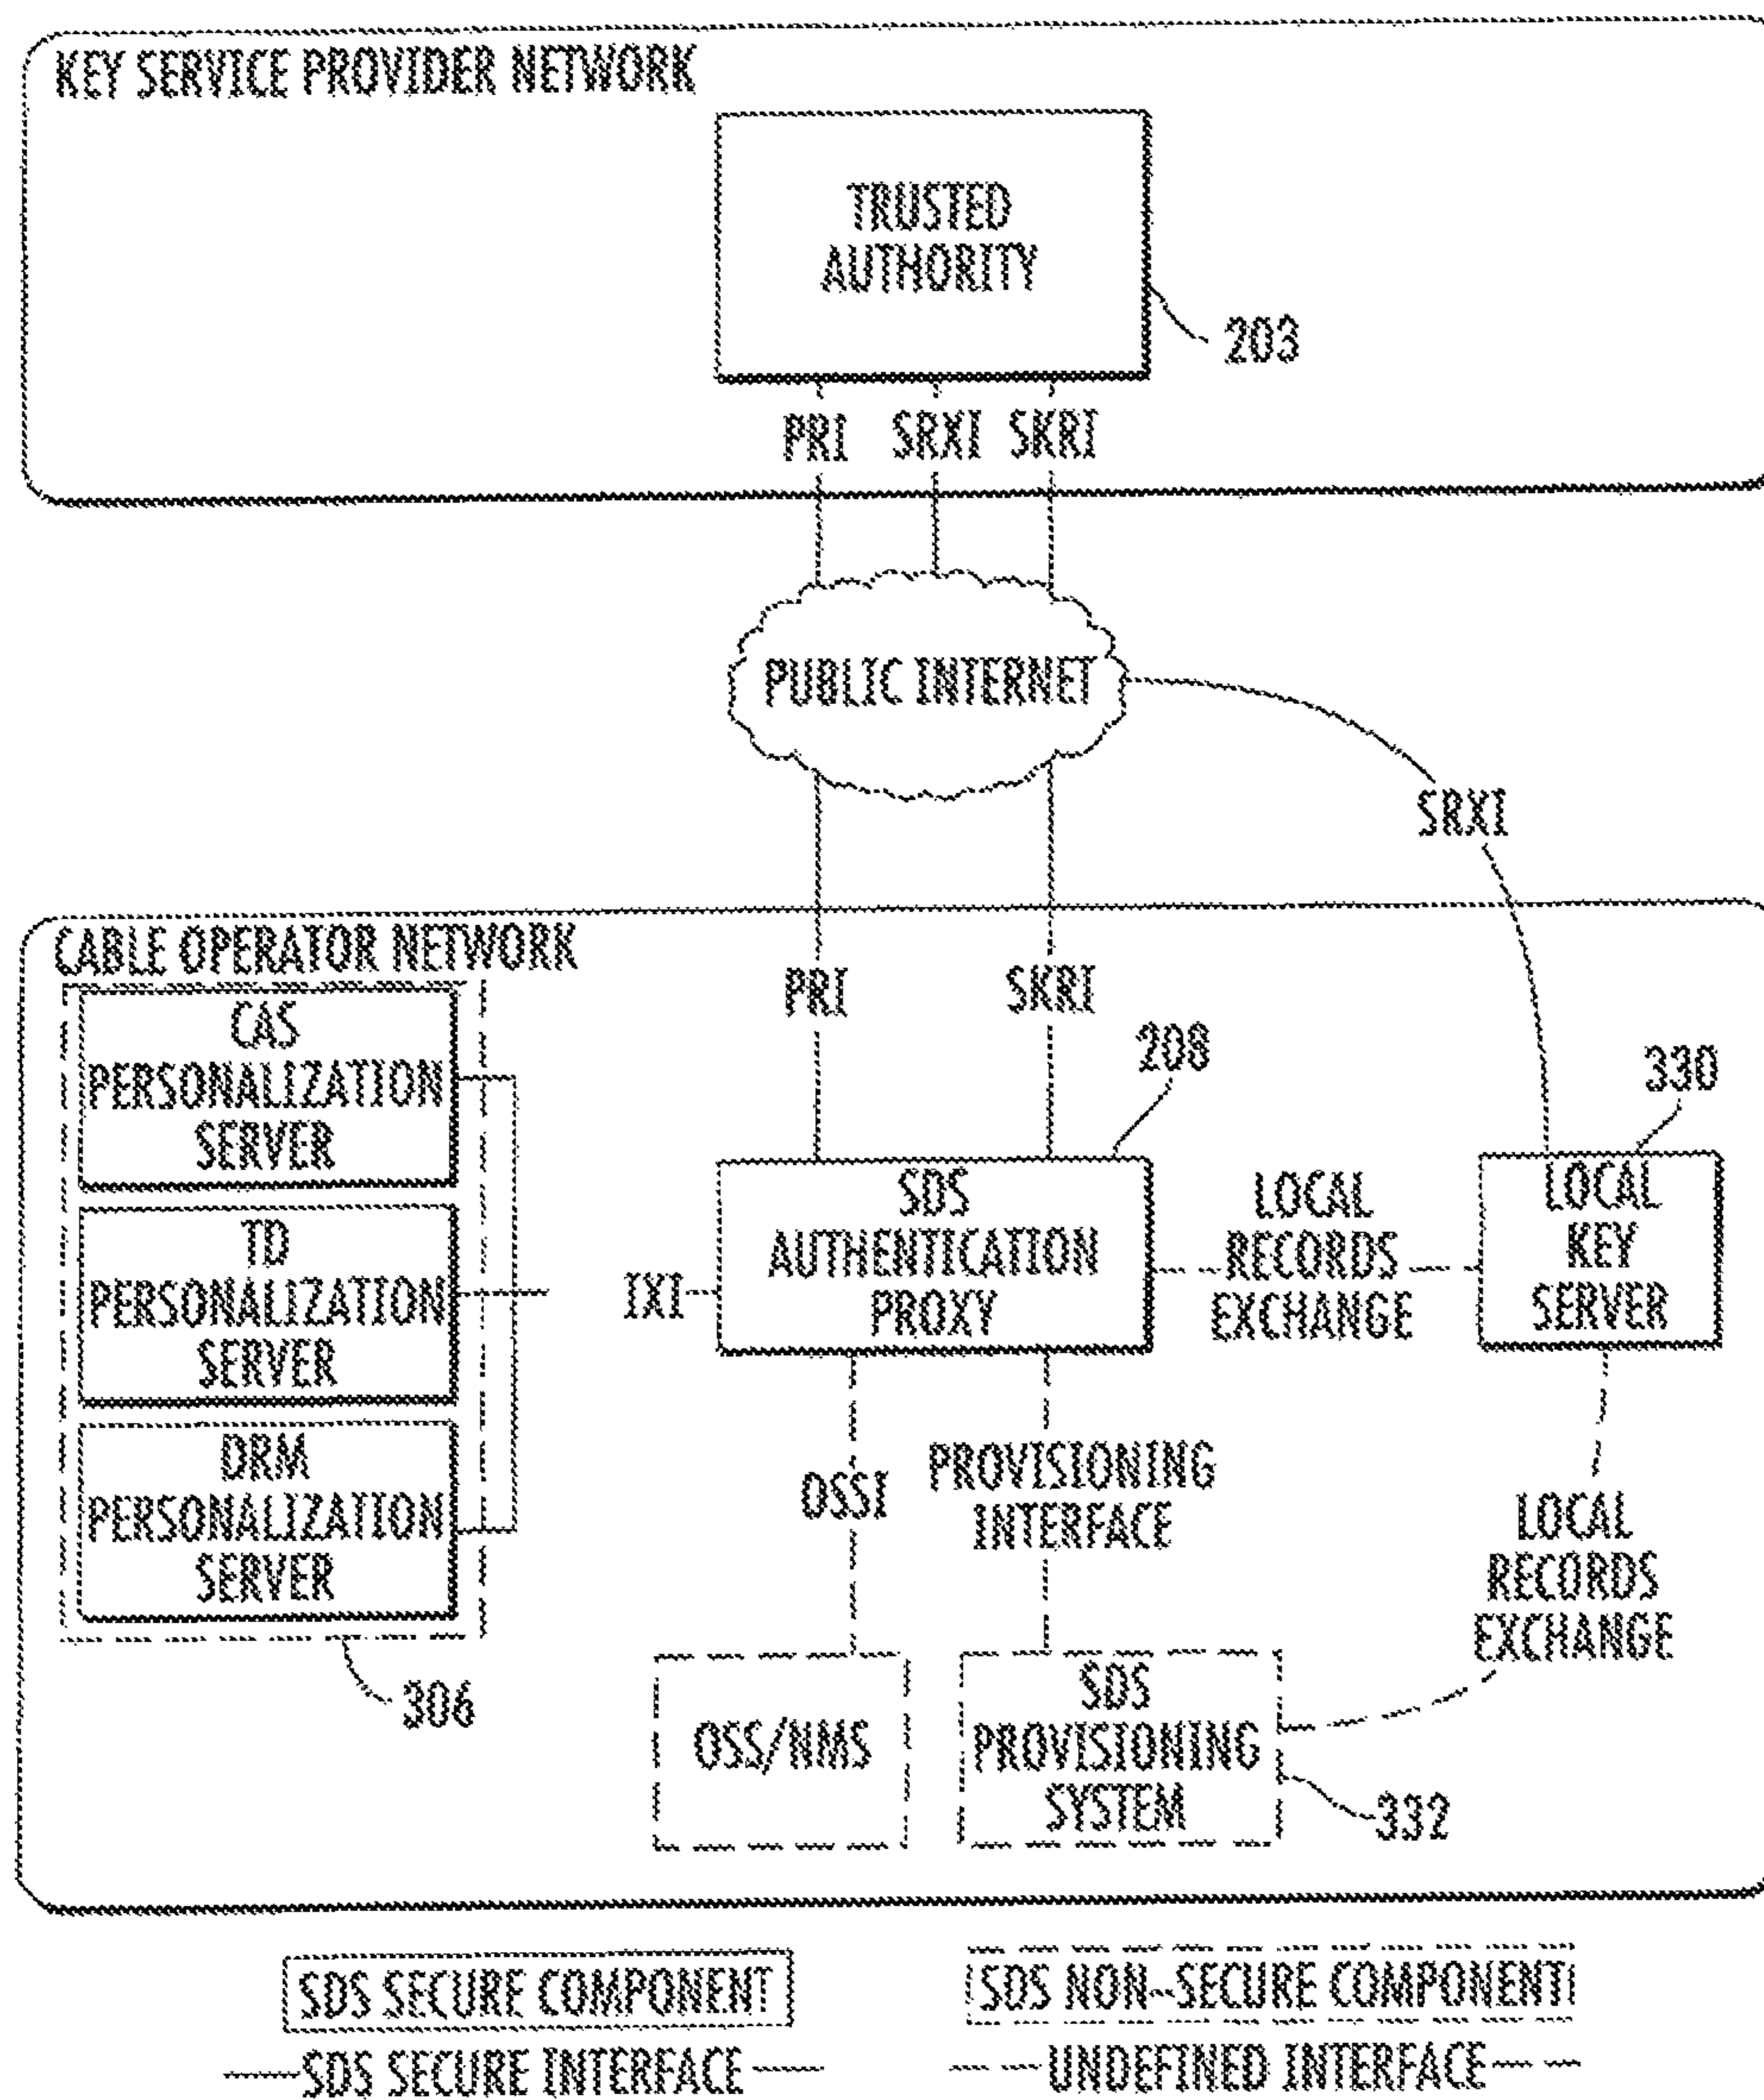 KEY SERVICE PROVIDER NETWORK
TRUSTED
AUTHORITY
203
PRI SRXI SKRI
PUBLIC INTERNET
SRXI
CABLE OPERATOR NETWORK
CAS
PERSONALIZATION
SERVER
TD
PERSONALIZATION
SERVER
DRM
PERSONALIZATION
SERVER
306
PRI
SKRI
208
330
IXI
SDS
AUTHENTICATION
PROXY
LOCAL
RECORDS
EXCHANGE
LOCAL
KEY
SERVER
OSSI
PROVISIONING
INTERFACE
LOCAL
RECORDS
EXCHANGE
OSS/NMS
SDS
PROVISIONING
SYSTEM
332
SDS SECURE COMPONENT
SDS NON-SECURE COMPONENT
SDS SECURE INTERFACE
UNDEFINED INTERFACE